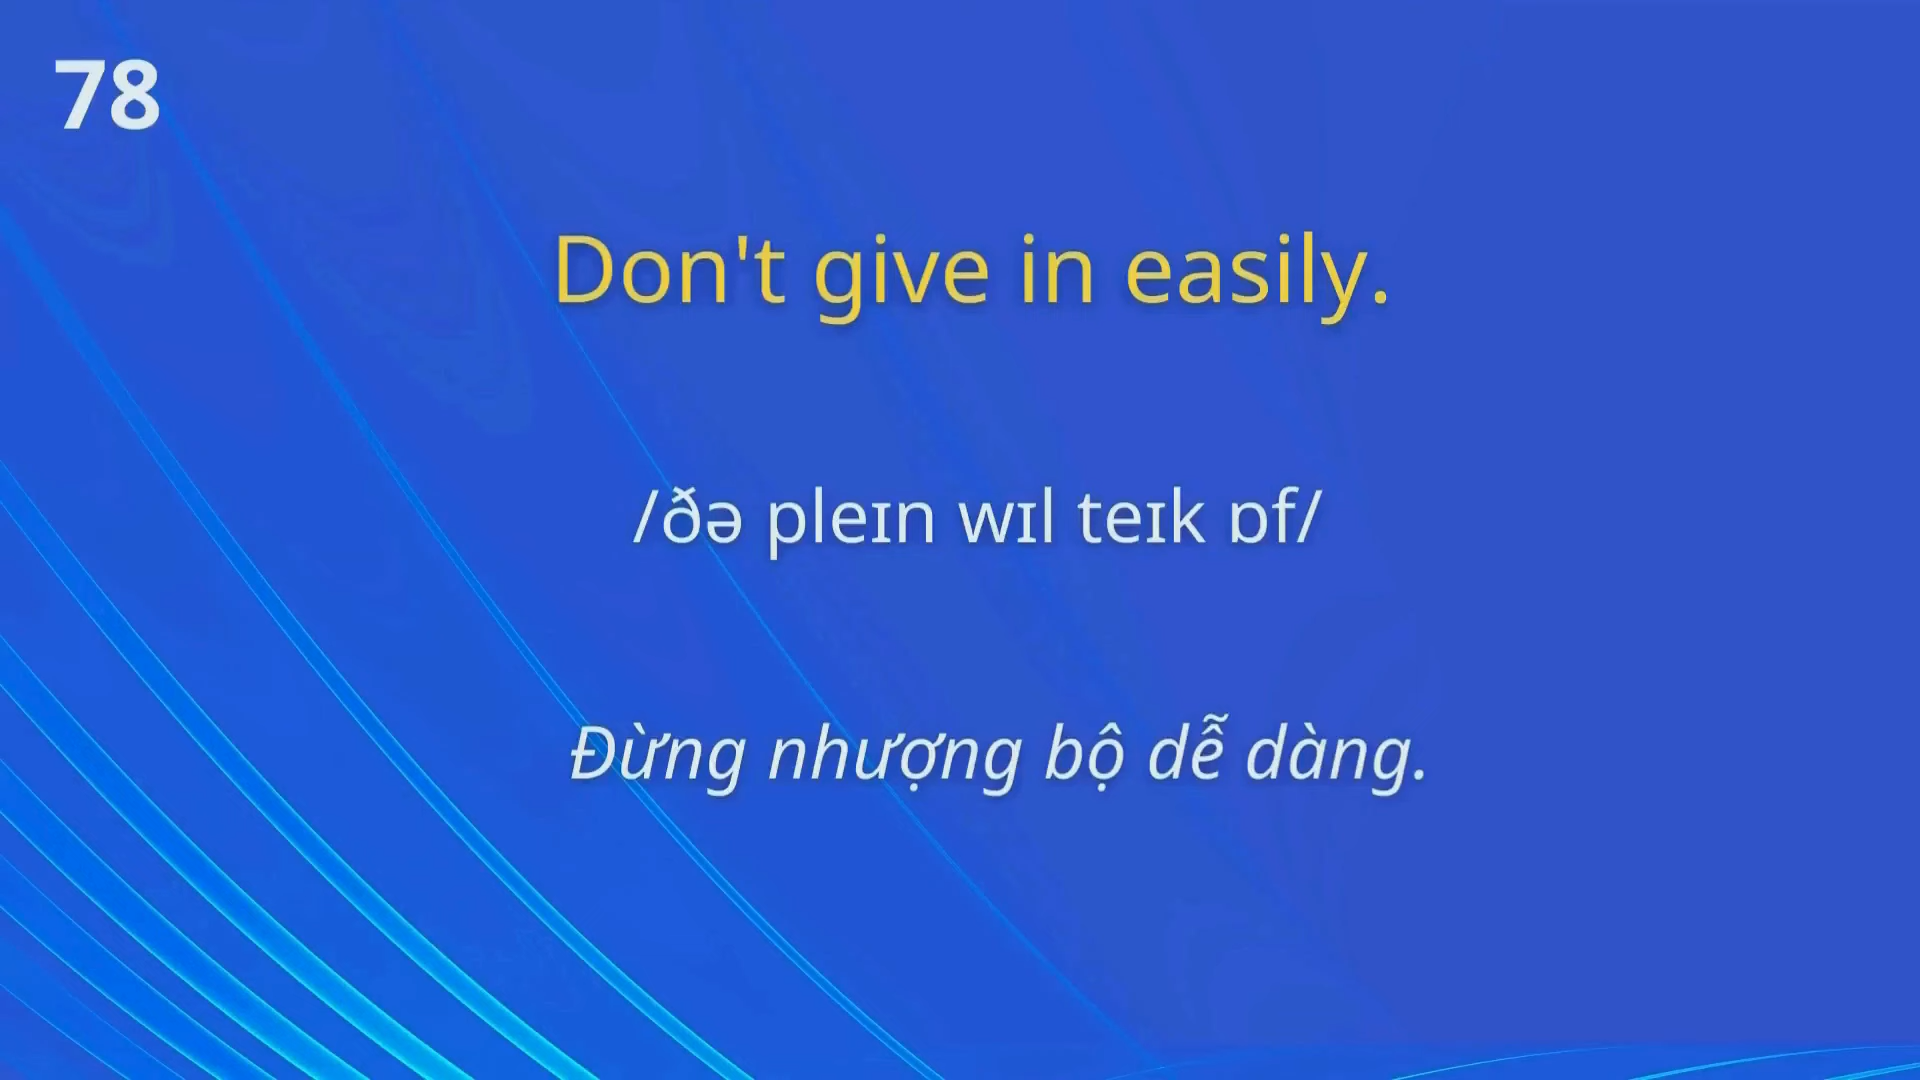 78
Don't give in easily.
/ðə pleɪn wɪl teɪk ɒf/
Đừng nhượng bộ dễ dàng.